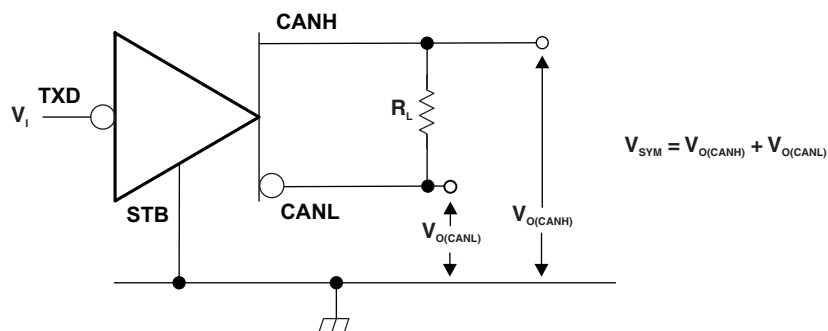 CANH
TXD
V_I
R_L
V_SYM = V_O(CANH) + V_O(CANL)
STB
CANL
V_O(CANL)
V_O(CANH)